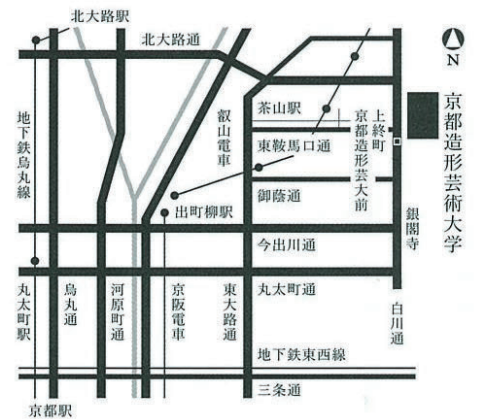 北大路駅
北大路通
N
京都造形芸術大学
地下鉄烏丸線
叡山電車
茶山駅
上終町
京都造形芸大前
東鞍馬口通
御蔭通
出町柳駅
銀閣寺
今出川通
丸太町駅
烏丸通
河原町通
京阪電車
東大路通
丸太町通
白川通
地下鉄東西線
三条通
京都駅